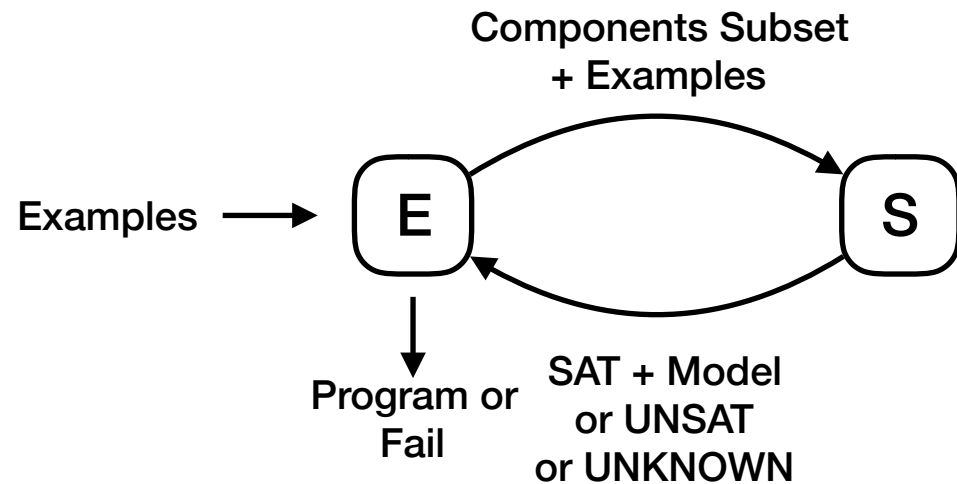 Components Subset
+ Examples
Examples
E
S
Program or
Fail
SAT + Model
or UNSAT
or UNKNOWN